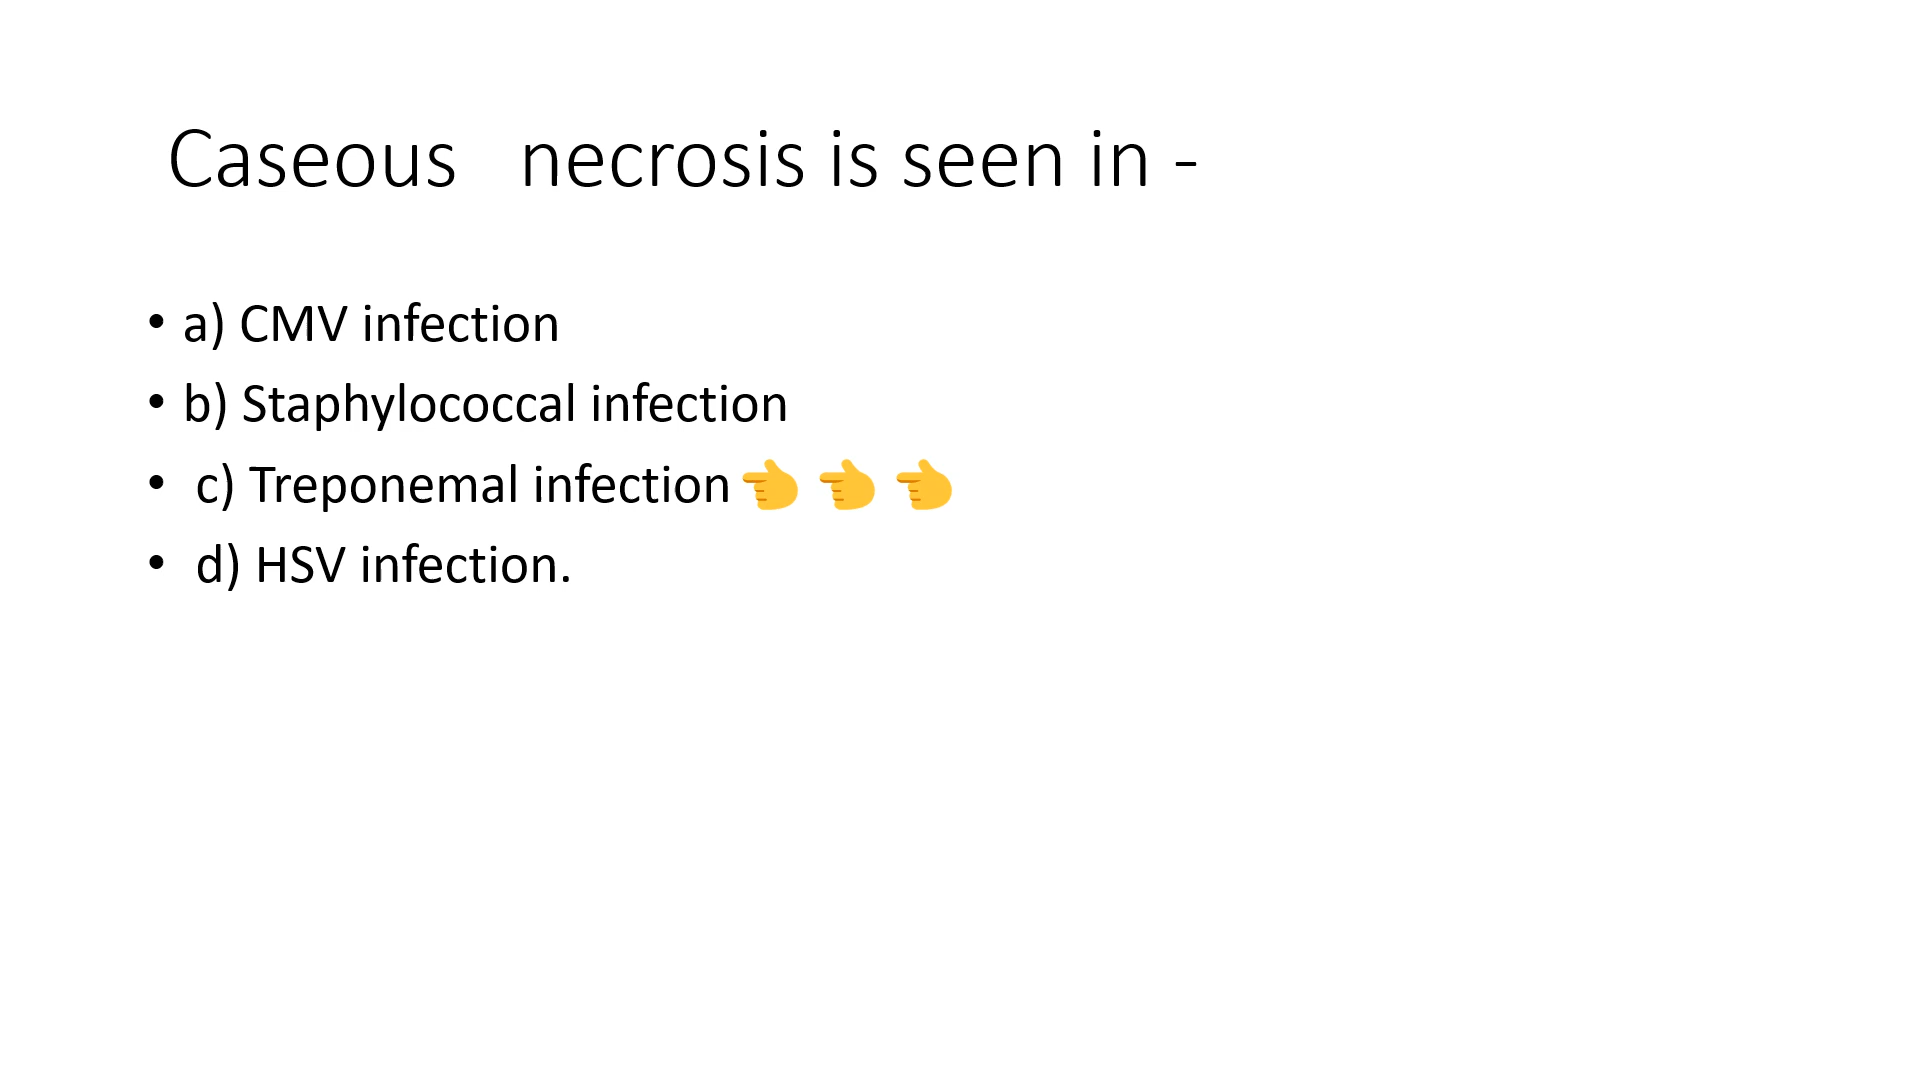 Caseous   necrosis is seen in -
• a) CMV infection
• b) Staphylococcal infection
• c) Treponemal infection 👈 👈 👈
• d) HSV infection.